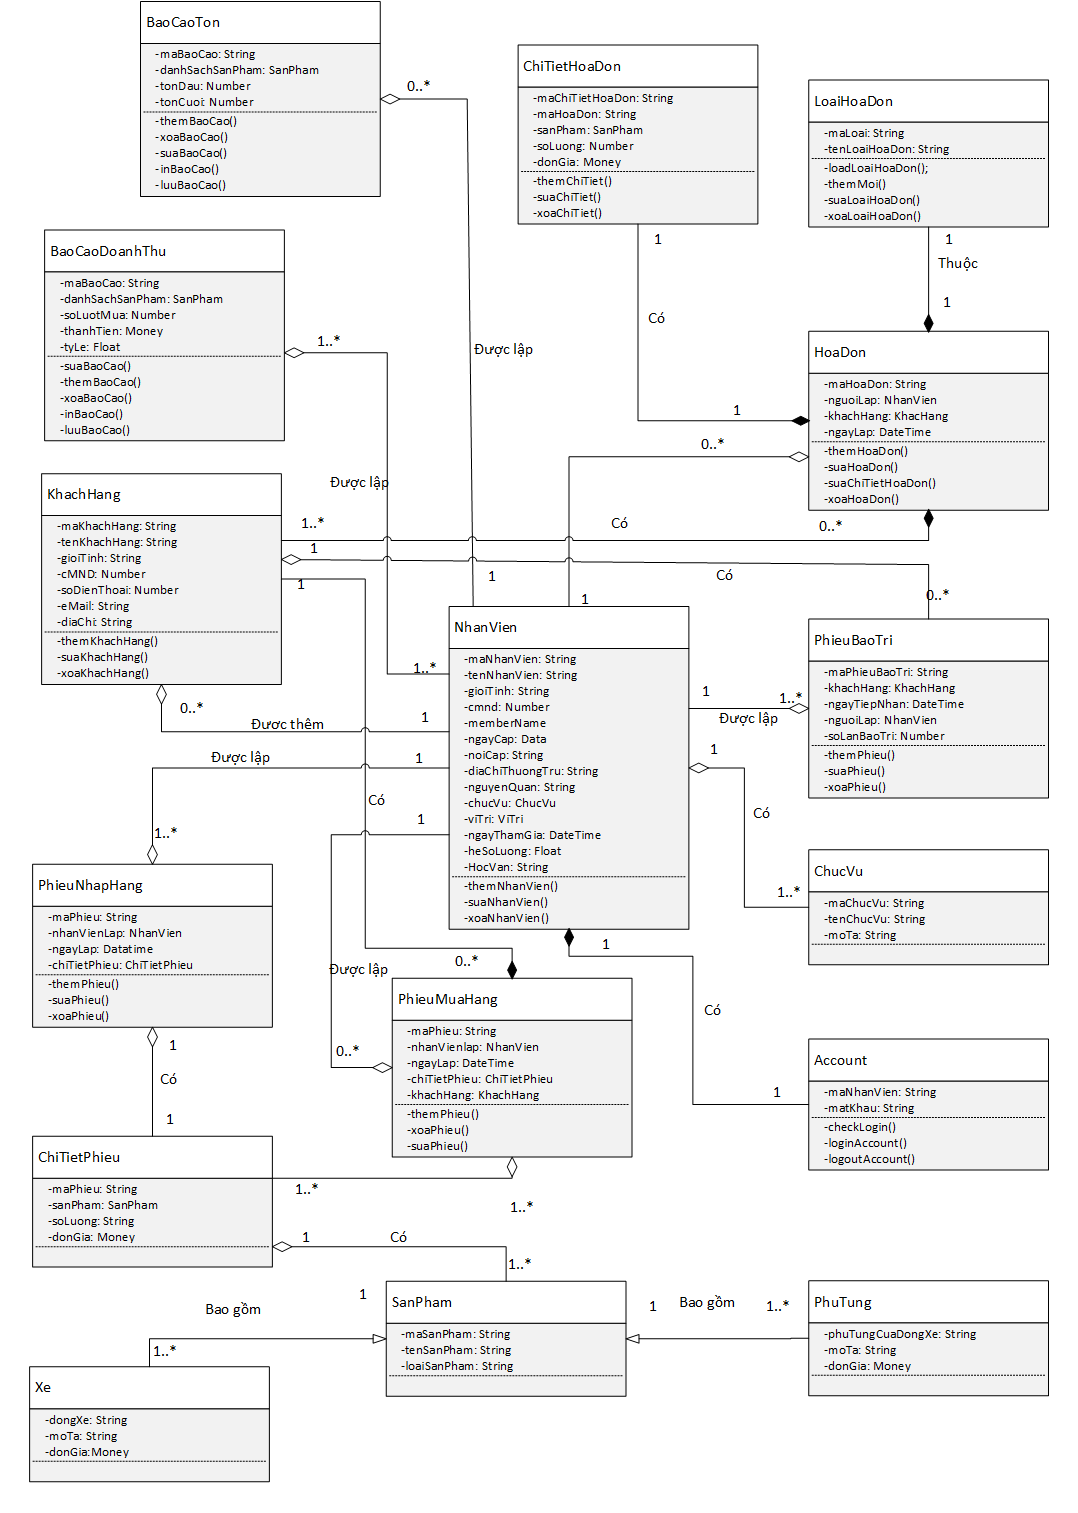 BaoCaoTon
-maBaoCao: String
-danhSachSanPham: SanPham
-tonDau: Number
-tonCuoi: Number
-themBaoCao()
-xoaBaoCao()
-suaBaoCao()
-inBaoCao()
-luuBaoCao()
0..*
ChiTietHoaDon
-maChiTietHoaDon: String
-maHoaDon: String
-sanPham: SanPham
-soLuong: Number
-donGia: Money
-themChiTiet()
-suaChiTiet()
-xoaChiTiet()
1
Có
1
LoaiHoaDon
-maLoai: String
-tenLoaiHoaDon: String
-loadLoaiHoaDon();
-themMoi()
-suaLoaiHoaDon()
-xoaLoaiHoaDon()
1
Thuộc
1
BaoCaoDoanhThu
-maBaoCao: String
-danhSachSanPham: SanPham
-soLuotMua: Number
-thanhTien: Money
-tyLe: Float
-suaBaoCao()
-themBaoCao()
-xoaBaoCao()
-inBaoCao()
-luuBaoCao()
1..*
Được lập
Được lập
HoaDon
-maHoaDon: String
-nguoiLap: NhanVien
-khachHang: KhacHang
-ngayLap: DateTime
-themHoaDon()
-suaHoaDon()
-suaChiTietHoaDon()
-xoaHoaDon()
0..*
0..*
KhachHang
-maKhachHang: String
-tenKhachHang: String
-gioiTinh: String
-cMND: Number
-soDienThoai: Number
-eMail: String
-diaChi: String
-themKhachHang()
-suaKhachHang()
-xoaKhachHang()
1..*
Có
1
Có
1
0..*
1
1
NhanVien
-maNhanVien: String
-tenNhanVien: String
-gioiTinh: String
-cmnd: Number
-memberName
-ngayCap: Data
-noiCap: String
-diaChiThuongTru: String
-nguyenQuan: String
-chucVu: ChucVu
-viTri: ViTri
-ngayThamGia: DateTime
-heSoLuong: Float
-HocVan: String
-themNhanVien()
-suaNhanVien()
-xoaNhanVien()
1..*
PhieuBaoTri
-maPhieuBaoTri: String
-khachHang: KhachHang
-ngayTiepNhan: DateTime
-nguoiLap: NhanVien
-soLanBaoTri: Number
-themPhieu()
-suaPhieu()
-xoaPhieu()
1
1..*
Được lập
0..*
Đươc thêm
1
Được lập
1
1..*
Có
1
1
Có
1..*
ChucVu
-maChucVu: String
-tenChucVu: String
-moTa: String
PhieuNhapHang
-maPhieu: String
-nhanVienLap: NhanVien
-ngayLap: Datatime
-chiTietPhieu: ChiTietPhieu
-themPhieu()
-suaPhieu()
-xoaPhieu()
1
Có
1
Được lập
0..*
0..*
PhieuMuaHang
-maPhieu: String
-nhanVienlap: NhanVien
-ngayLap: DateTime
-chiTietPhieu: ChiTietPhieu
-khachHang: KhachHang
-themPhieu()
-xoaPhieu()
-suaPhieu()
1
Có
1
Account
-maNhanVien: String
-matKhau: String
-checkLogin()
-loginAccount()
-logoutAccount()
ChiTietPhieu
-maPhieu: String
-sanPham: SanPham
-soLuong: String
-donGia: Money
1..*
1..*
1
Có
1..*
SanPham
-maSanPham: String
-tenSanPham: String
-loaiSanPham: String
1
Bao gồm
1..*
1
Bao gồm
1..*
PhuTung
-phuTungCuaDongXe: String
-moTa: String
-donGia: Money
Xe
-dongXe: String
-moTa: String
-donGia:Money